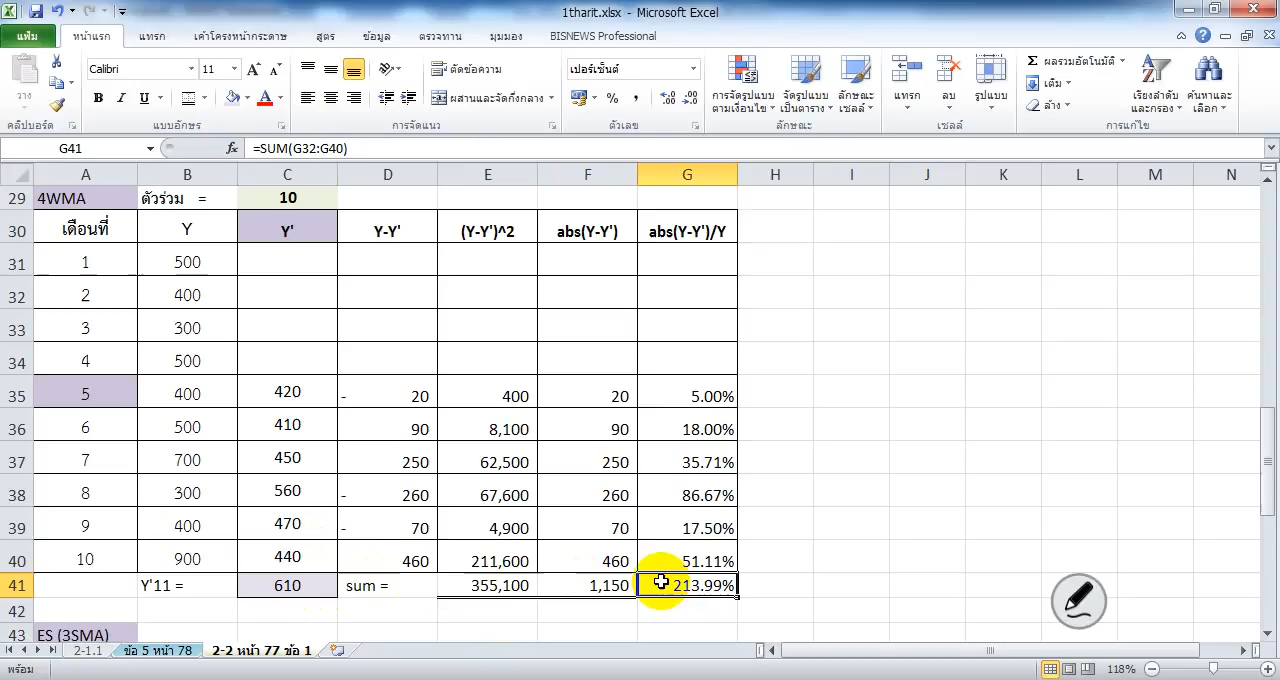 1tharit.xlsx - Microsoft Excel
แฟ้ม หน้าแรก แทรก เค้าโครงหน้ากระดาษ สูตร ข้อมูล ตรวจทาน มุมมอง BISNEWS Professional
วาง Calibri 11 ตัดข้อความ เปอร์เซ็นต์ การจัดรูปแบบ ตามเงื่อนไข จัดรูปแบบ เป็นตาราง ลักษณะ เซลล์ แทรก ลบ รูปแบบ ผลรวมอัตโนมัติ เรียงลำดับ และกรอง ค้นหาและ เลือก
B I U A ผสานและจัดกึ่งกลาง % , เติม
ล้าง
คลิปบอร์ด แบบอักษร การจัดแนว ตัวเลข ลักษณะ เซลล์ การแก้ไข
G41 fx =SUM(G32:G40)
A B C D E F G H I J K L M N
29 4WMA ตัวร่วม = 10
30 เดือนที่ Y Y' Y-Y' (Y-Y')^2 abs(Y-Y') abs(Y-Y')/Y
31 1 500
32 2 400
33 3 300
34 4 500
35 5 400 420 - 20 400 20 5.00%
36 6 500 410 90 8,100 90 18.00%
37 7 700 450 250 62,500 250 35.71%
38 8 300 560 - 260 67,600 260 86.67%
39 9 400 470 - 70 4,900 70 17.50%
40 10 900 440 460 211,600 460 51.11%
41 Y'11 = 610 sum = 355,100 1,150 213.99%
42
43 ES (3SMA)
2-1.1 ข้อ 5 หน้า 78 2-2 หน้า 77 ข้อ 1
พร้อม 118%